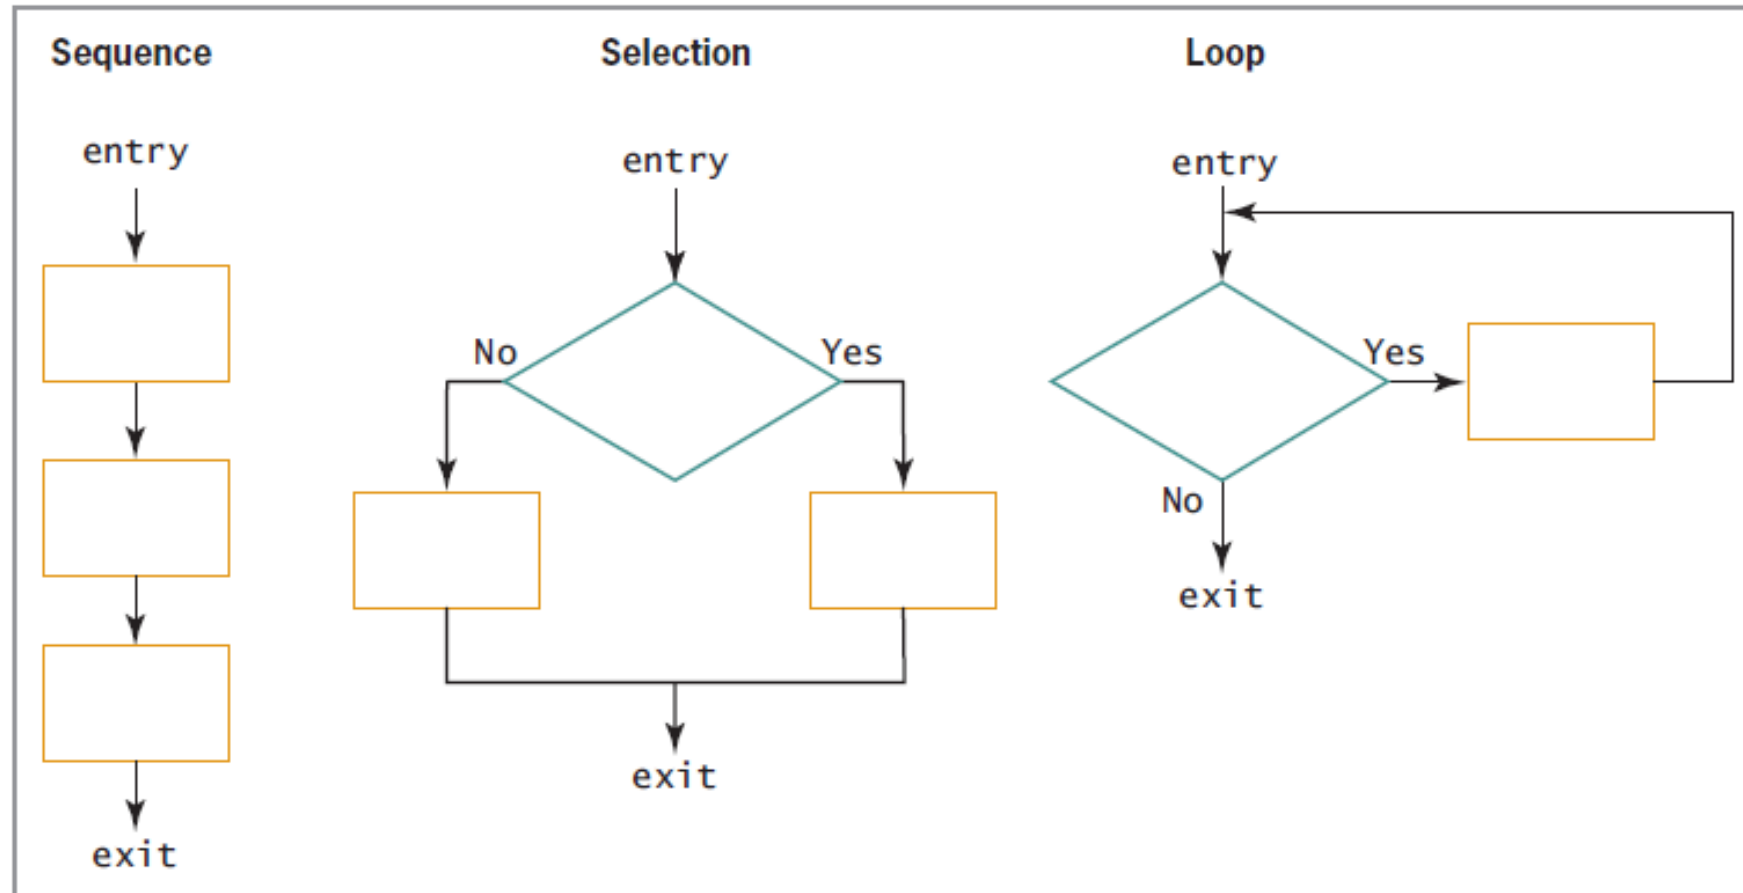 Sequence
entry
exit
Selection
entry
No
Yes
exit
Loop
entry
Yes
No
exit